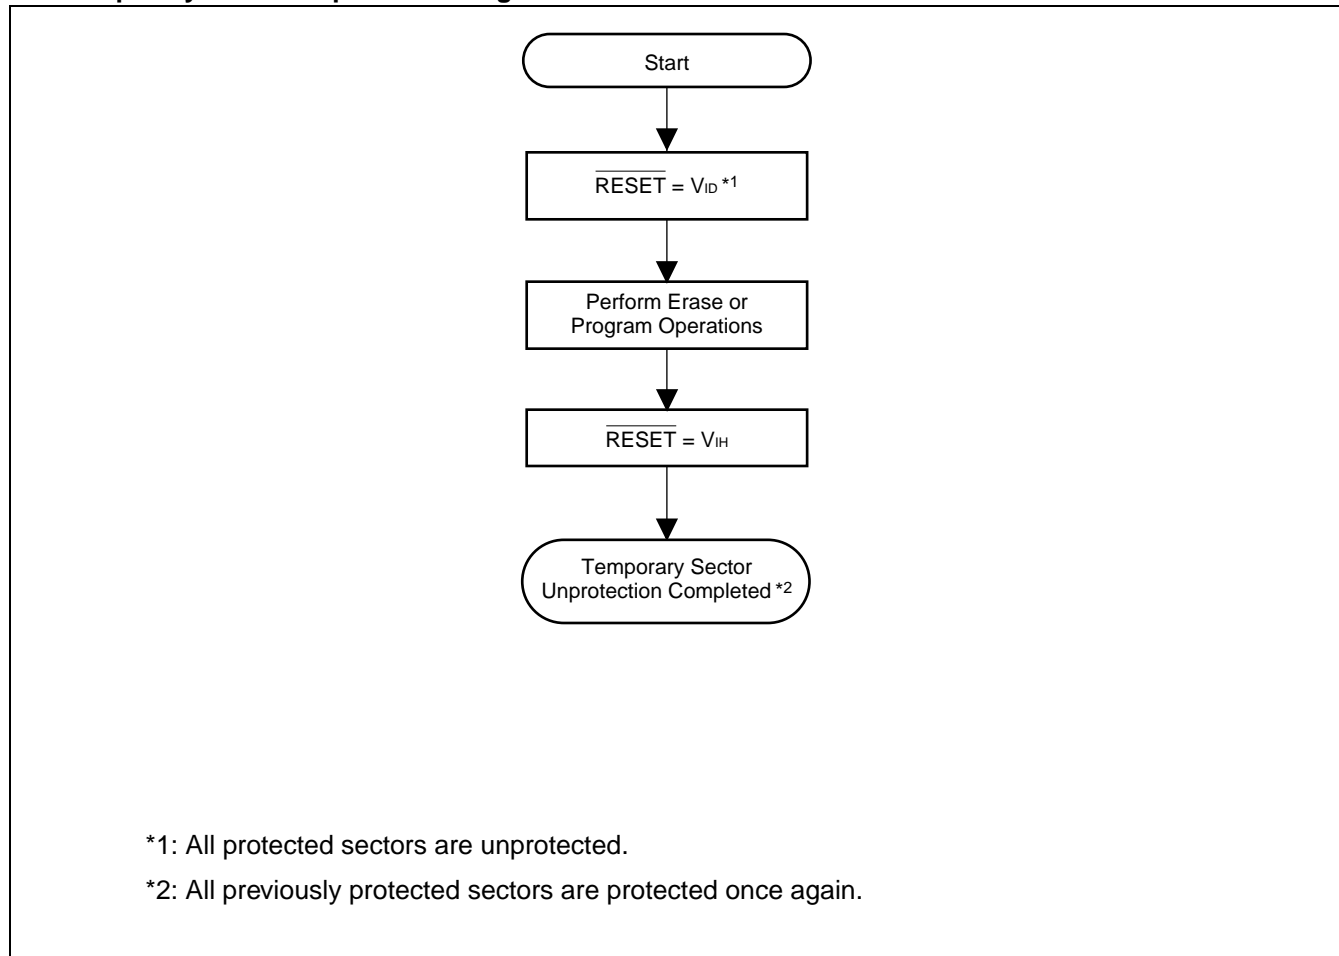 Start
RESET = VID *1
Perform Erase or
Program Operations
RESET = VIH
Temporary Sector
Unprotection Completed *2
*1: All protected sectors are unprotected.
*2: All previously protected sectors are protected once again.